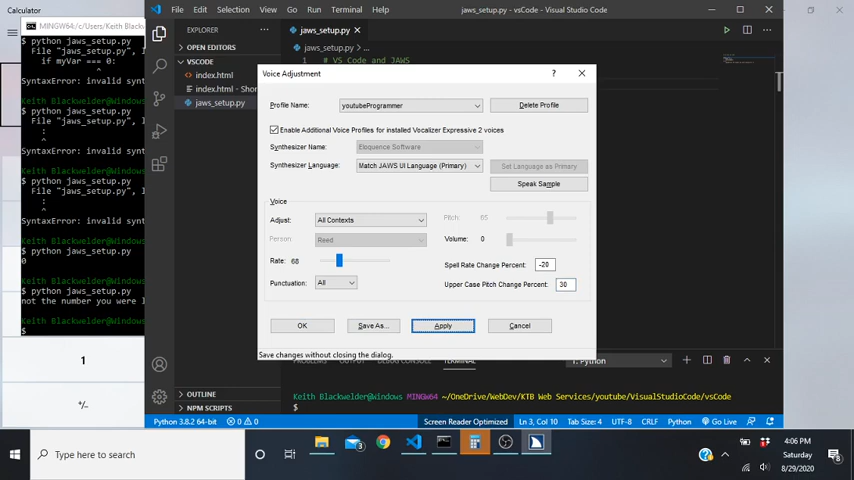 Calculator
MINGW64:/c/Users/Keith Black
$ python jaws_setup.py
File "jaws_setup.py", l
if myVar === 0:
^
SyntaxError: invalid synt
Keith Blackwelder@Windows
$ python jaws_setup.py
File "jaws_setup.py", l
:
^
SyntaxError: invalid synt
Keith Blackwelder@Windows
$ python jaws_setup.py
File "jaws_setup.py", l
:
^
SyntaxError: invalid synt
Keith Blackwelder@Windows
$ python jaws_setup.py
0
Keith Blackwelder@Windows
$ python jaws_setup.py
not the number you were l
Keith Blackwelder@Windows
$
1
+/-
File Edit Selection View Go Run Terminal Help
jaws_setup.py - vsCode - Visual Studio Code
EXPLORER
OPEN EDITORS
VSCODE
index.html
index.html - Shor
jaws_setup.py
OUTLINE
NPM SCRIPTS
jaws_setup.py
jaws_setup.py > ...
1 # VS Code and JAWS
Voice Adjustment
Profile Name: youtubeProgrammer Delete Profile
Enable Additional Voice Profiles for installed Vocalizer Expressive 2 voices
Synthesizer Name: Eloquence Software
Synthesizer Language: Match JAWS UI Language (Primary) Set Language as Primary
Speak Sample
Voice
Adjust: All Contexts Pitch: 65
Person: Reed Volume: 0
Rate: 68 Spell Rate Change Percent: -20
Punctuation: All Upper Case Pitch Change Percent: 30
OK Save As... Apply Cancel
Save changes without closing the dialog.
PROBLEMS OUTPUT DEBUG CONSOLE TERMINAL 1: Python
Keith Blackwelder@Windows MINGW64 ~/OneDrive/WebDev/KTB Web Services/youtube/VisualStudioCode/vsCode
$
Python 3.8.2 64-bit 0 0 Screen Reader Optimized Ln 3, Col 10 Tab Size: 4 UTF-8 CRLF Python Go Live
Type here to search
3
4:06 PM
Saturday
8/29/2020
8